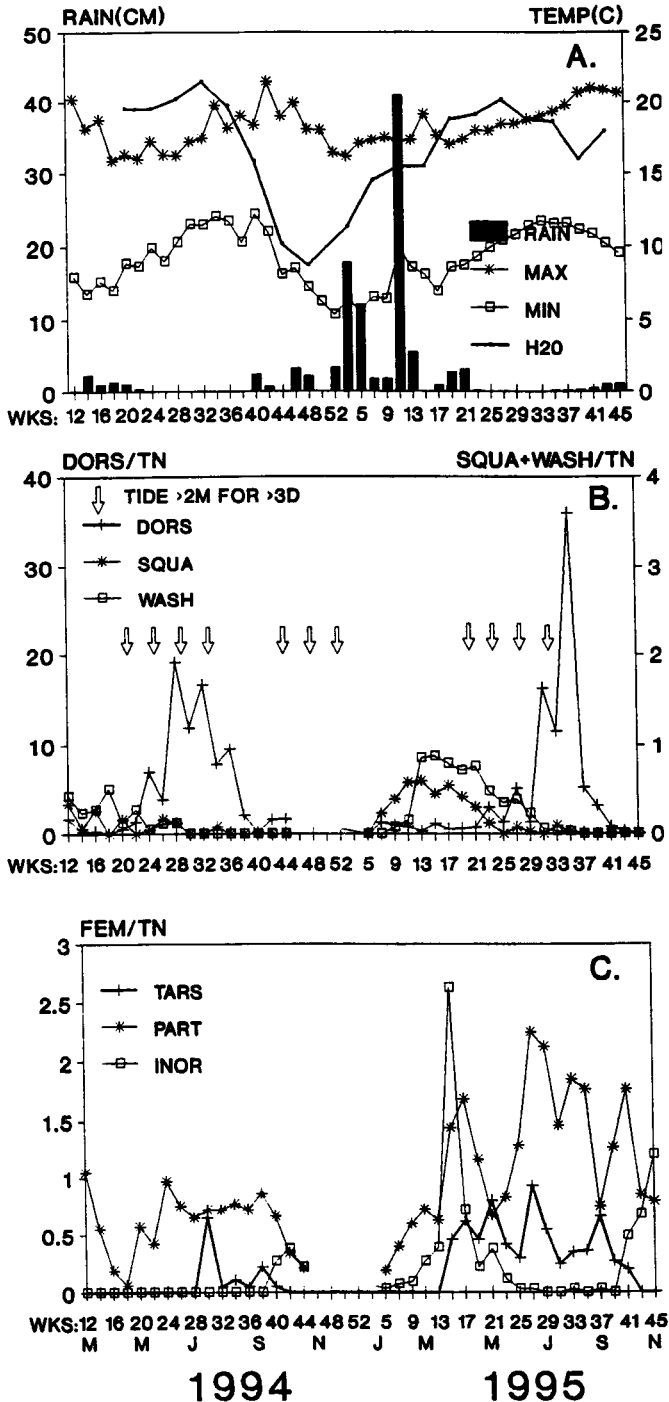 RAIN(CM) TEMP(C)
50 25
A.
40 20
30 15
20 10
RAIN
MAX
10 5
MIN
H20
0 0
WKS: 12 16 20 24 28 32 36 40 44 48 52 5 9 13 17 21 25 29 33 37 41 45
DORS/TN SQUA+WASH/TN
40 4
B.
TIDE >2M FOR >3D
DORS
30 3
SQUA
WASH
20 2
10 1
0 0
WKS: 12 16 20 24 28 32 36 40 44 48 52 5 9 13 17 21 25 29 33 37 41 45
FEM/TN
3
C.
TARS
2.5
PART
INOR
2
1.5
1
0.5
0
WKS: 12 16 20 24 28 32 36 40 44 48 52 5 9 13 17 21 25 29 33 37 41 45
M M J S N J M M J S N
1994 1995